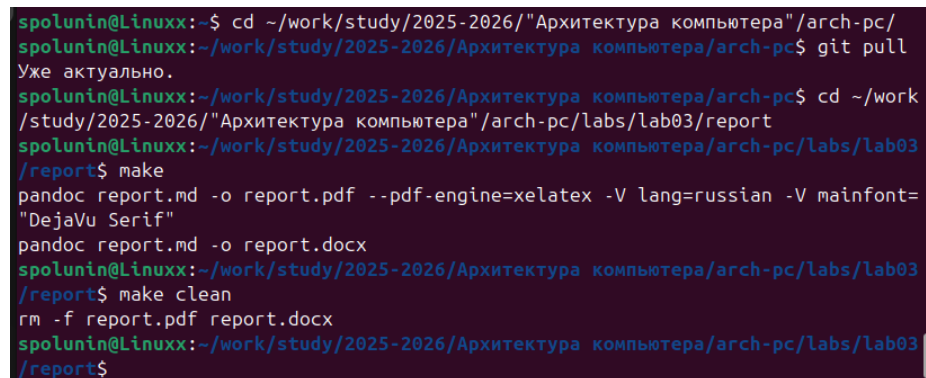 spolunin@Linuxx:~$ cd ~/work/study/2025-2026/"Архитектура компьютера"/arch-pc/
spolunin@Linuxx:~/work/study/2025-2026/Архитектура компьютера/arch-pc$ git pull
Уже актуально.
spolunin@Linuxx:~/work/study/2025-2026/Архитектура компьютера/arch-pc$ cd ~/work
/study/2025-2026/"Архитектура компьютера"/arch-pc/labs/lab03/report
spolunin@Linuxx:~/work/study/2025-2026/Архитектура компьютера/arch-pc/labs/lab03
/report$ make
pandoc report.md -o report.pdf --pdf-engine=xelatex -V lang=russian -V mainfont=
"DejaVu Serif"
pandoc report.md -o report.docx
spolunin@Linuxx:~/work/study/2025-2026/Архитектура компьютера/arch-pc/labs/lab03
/report$ make clean
rm -f report.pdf report.docx
spolunin@Linuxx:~/work/study/2025-2026/Архитектура компьютера/arch-pc/labs/lab03
/report$